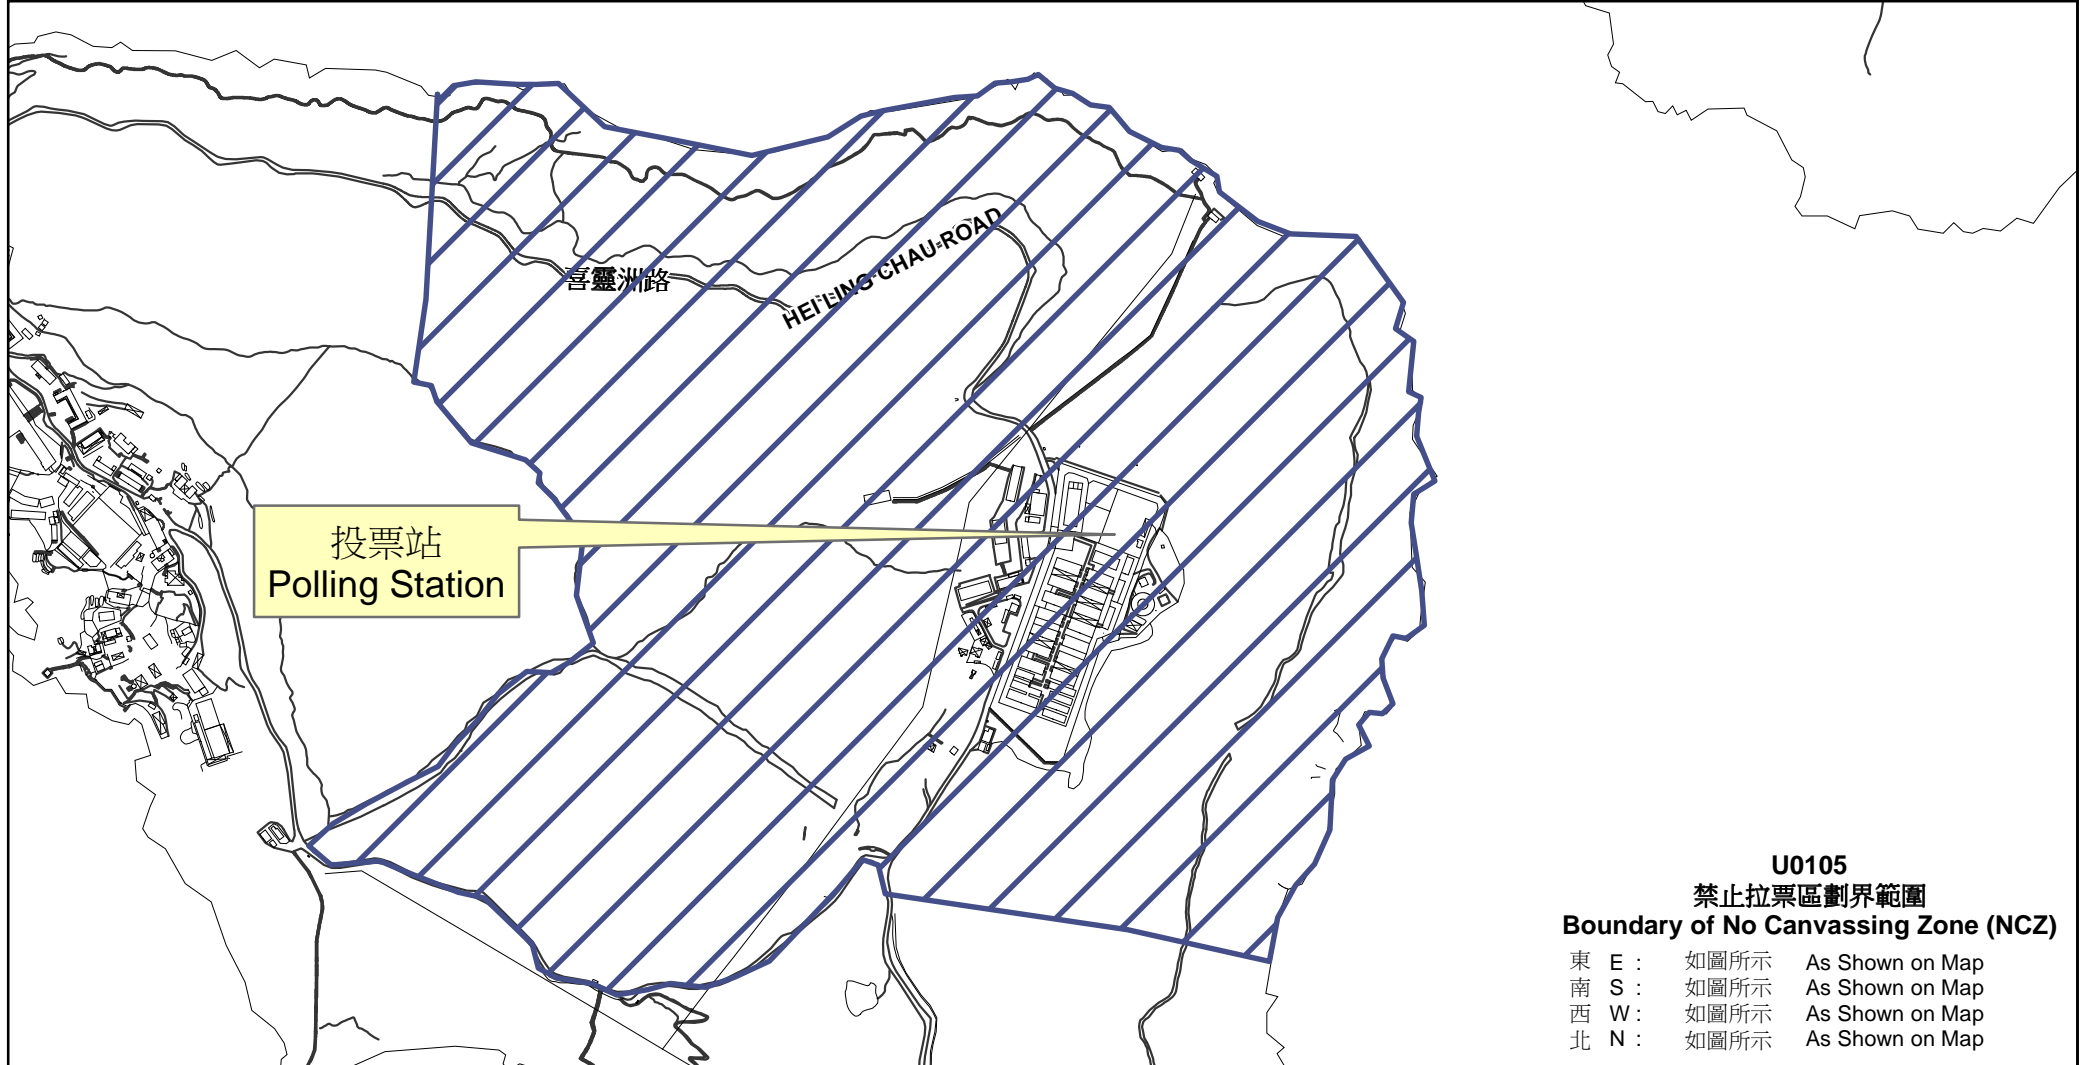 喜靈洲路
HEI LING CHAU ROAD
投票站
Polling Station
U0105
禁止拉票區劃界範圍
Boundary of No Canvassing Zone (NCZ)
東 E : 如圖所示 As Shown on Map
南 S : 如圖所示 As Shown on Map
西 W : 如圖所示 As Shown on Map
北 N : 如圖所示 As Shown on Map